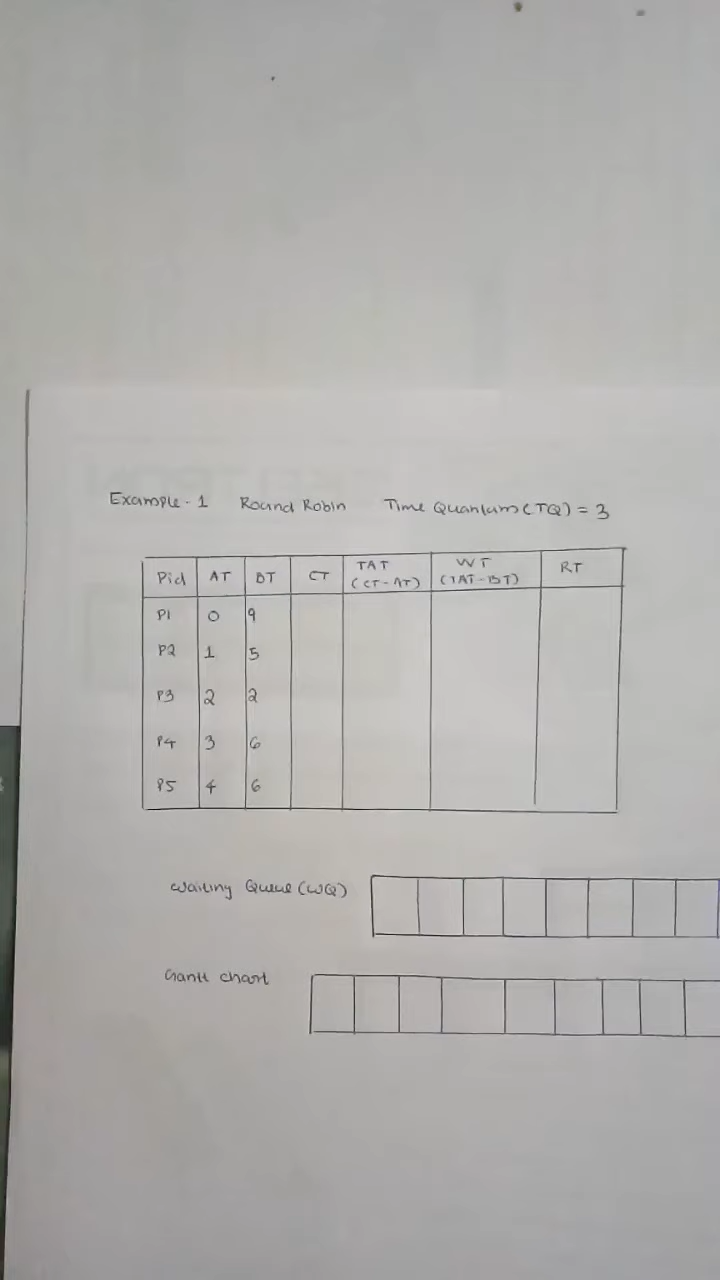 Example - 1 Round Robin Time Quantum (TQ) = 3
Pid AT BT CT TAT (CT - AT) WT (TAT - BT) RT
P1 0 9
P2 1 5
P3 2 2
P4 3 6
P5 4 6
Waiting Queue (WQ)
Gantt chart